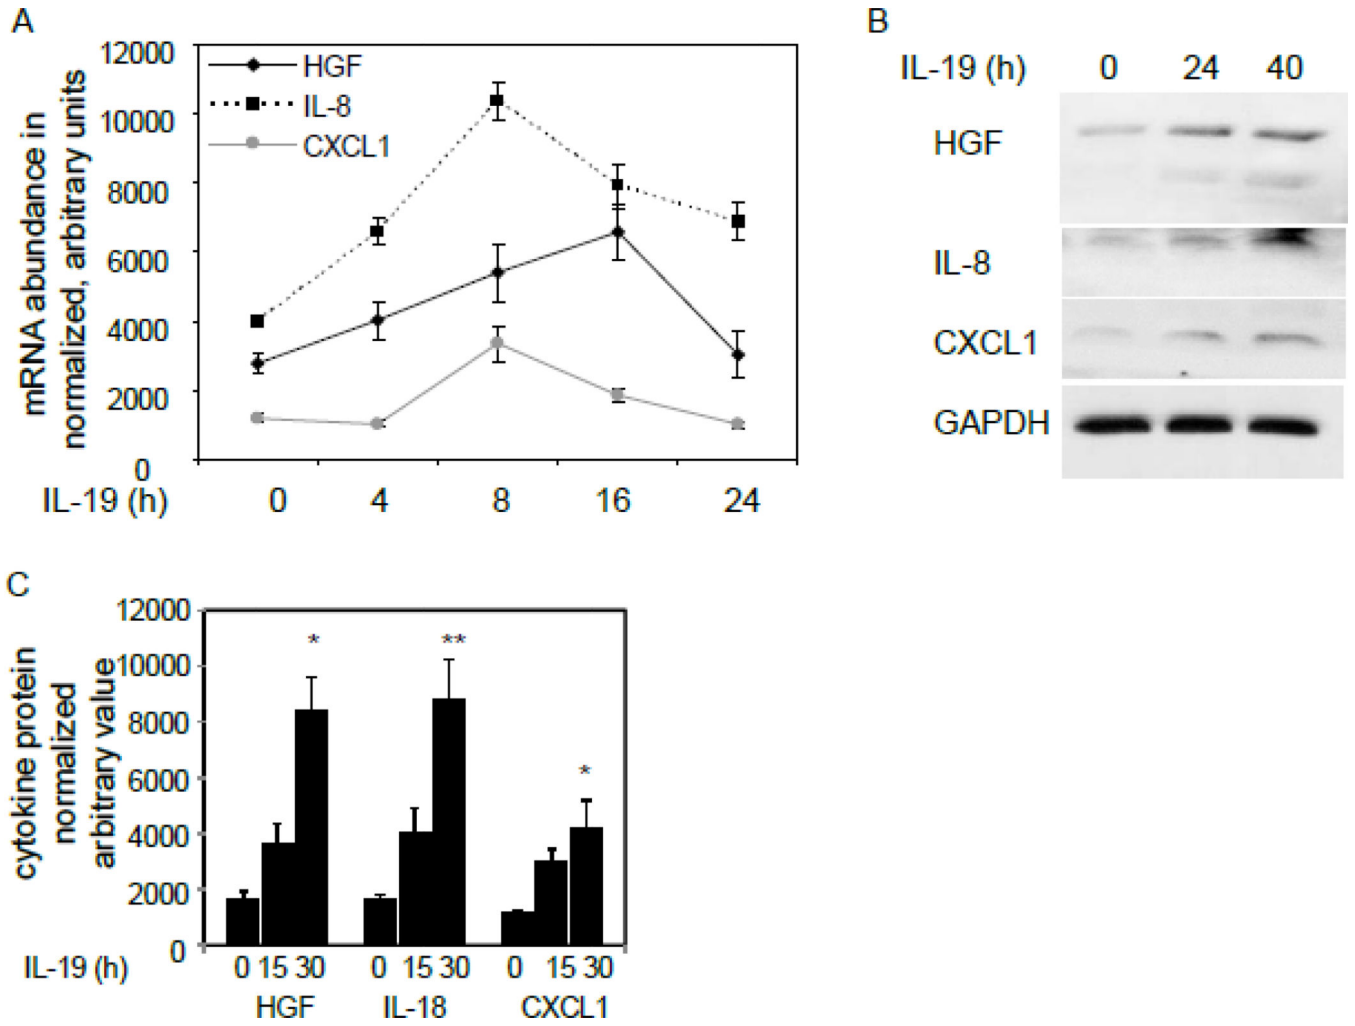 A
mRNA abundance in
normalized, arbitrary units
12000
10000
8000
6000
4000
2000
0
HGF
IL-8
CXCL1
IL-19 (h) 0 4 8 16 24
B
IL-19 (h) 0 24 40
HGF
IL-8
CXCL1
GAPDH
C
cytokine protein
normalized
arbitrary value
12000
10000
8000
6000
4000
2000
0
* ** *
IL-19 (h) 0 15 30 0 15 30 0 15 30
HGF IL-18 CXCL1